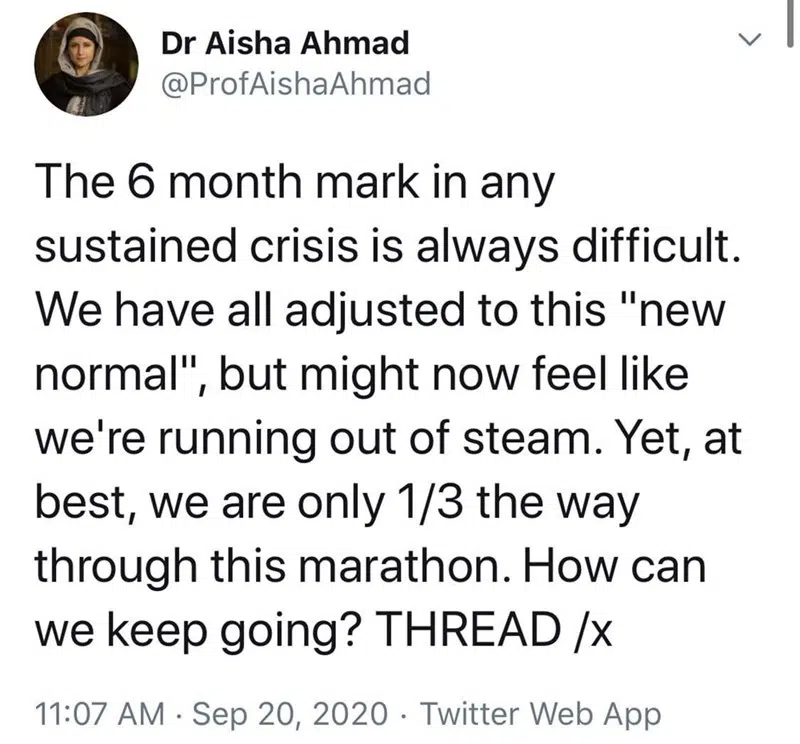 Dr Aisha Ahmad
@ProfAishaAhmad
The 6 month mark in any
sustained crisis is always difficult.
We have all adjusted to this "new
normal", but might now feel like
we're running out of steam. Yet, at
best, we are only 1/3 the way
through this marathon. How can
we keep going? THREAD /x
11:07 AM · Sep 20, 2020 · Twitter Web App